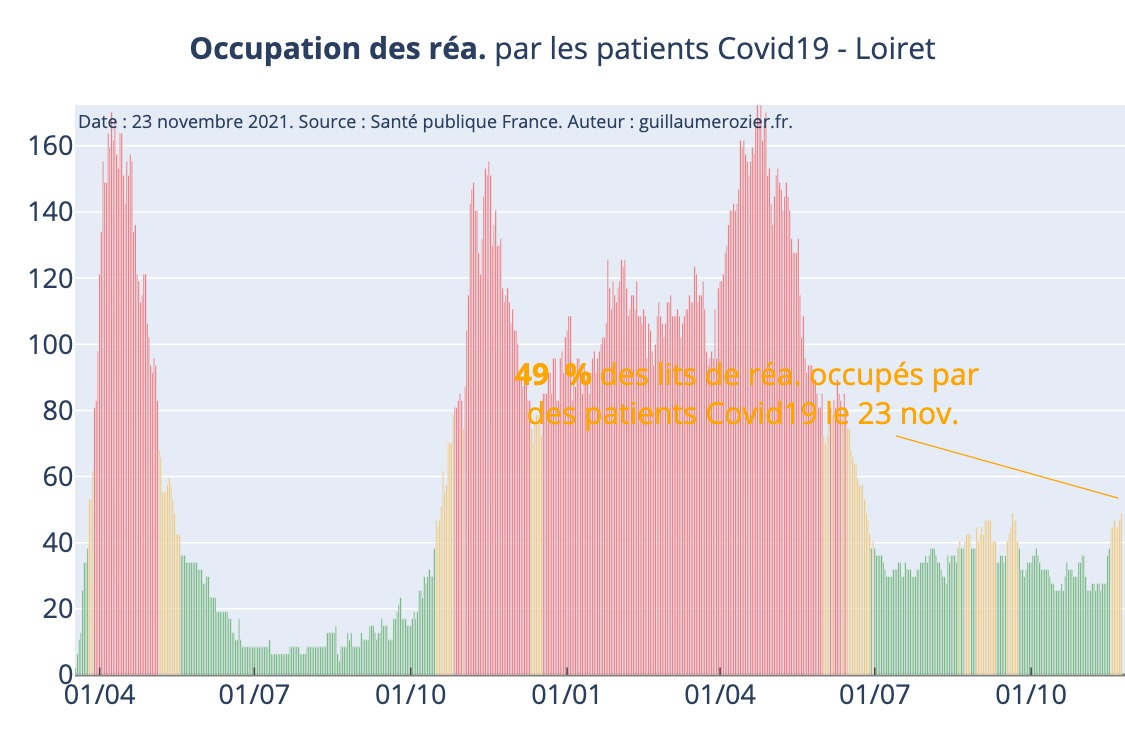 Occupation des réa. par les patients Covid19 - Loiret
Date : 23 novembre 2021. Source : Santé publique France. Auteur : guillaumerozier.fr.
160
140
120
100
49 % des lits de réa. occupés par
des patients Covid19 le 23 nov.
80
60
40
20
0
01/04 01/07 01/10 01/01 01/04 01/07 01/10